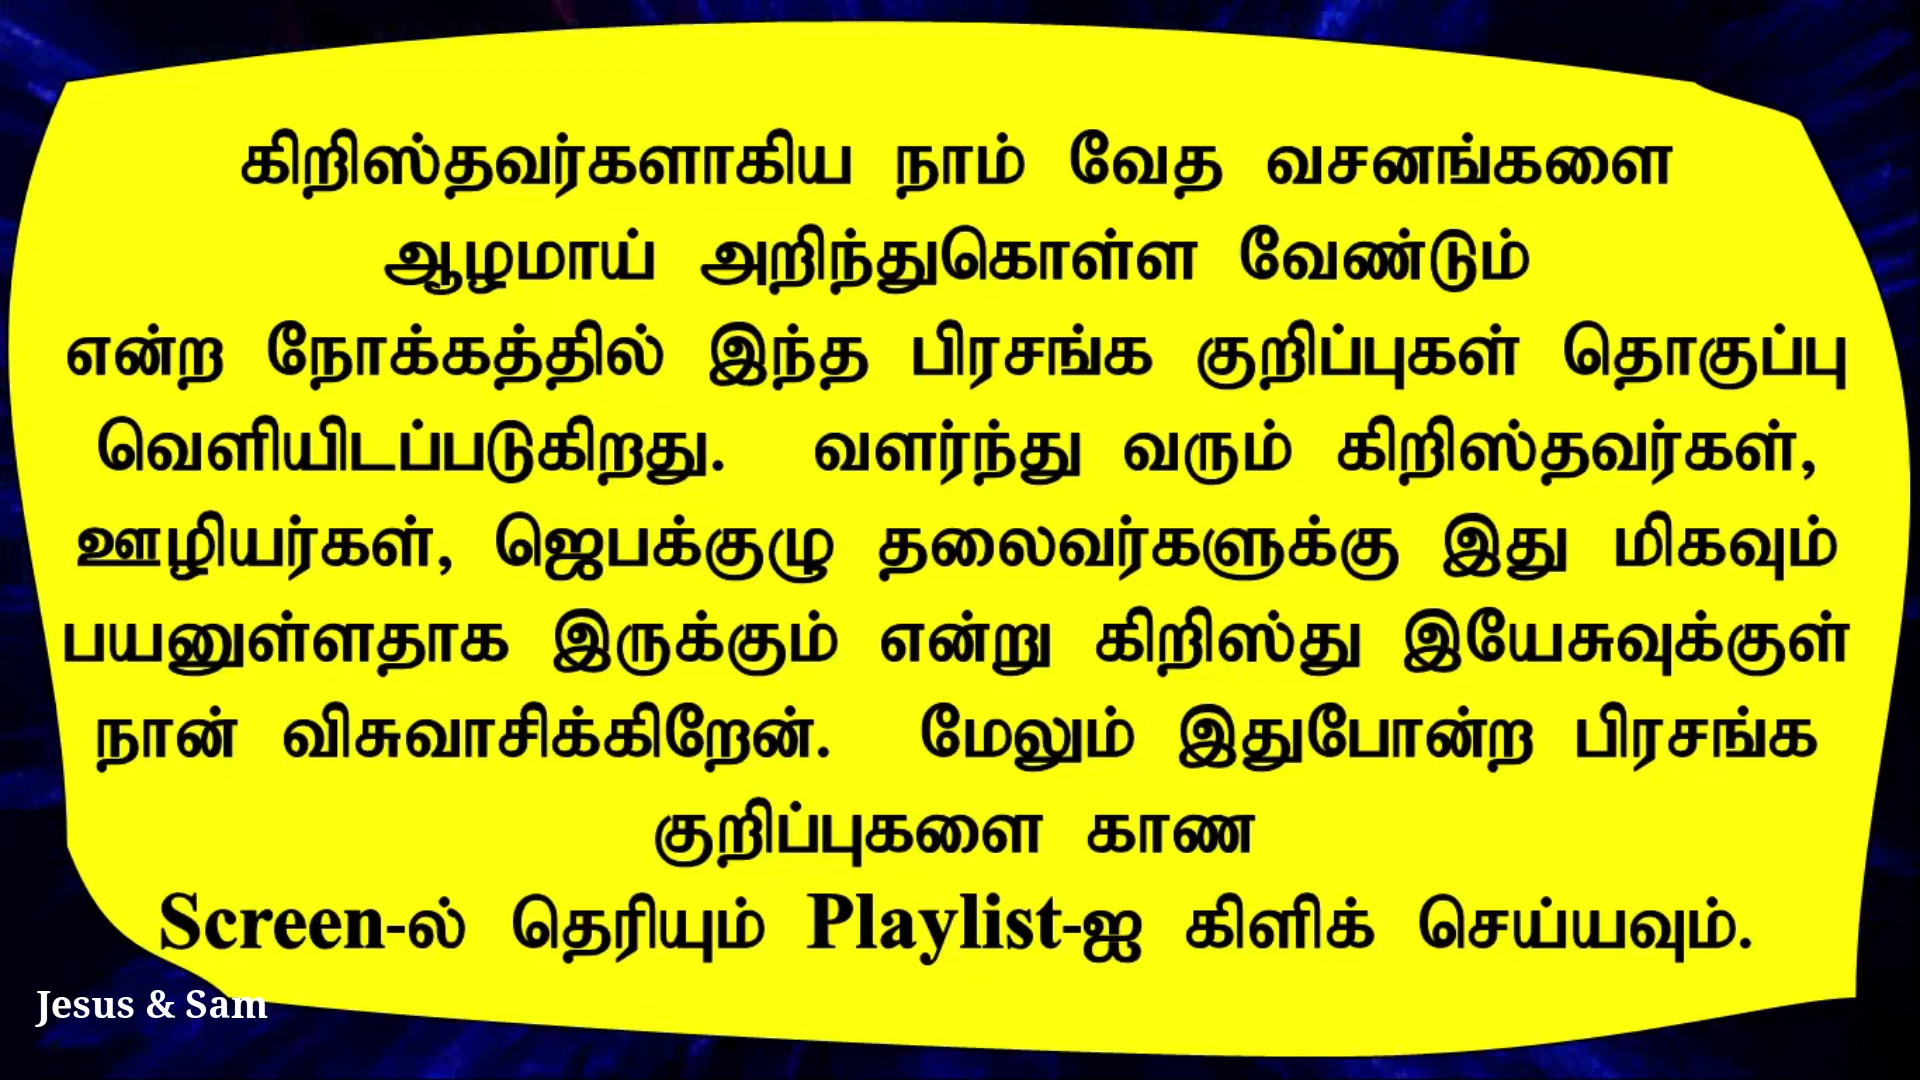 கிறிஸ்தவர்களாகிய நாம் வேத வசனங்களை
ஆழமாய் அறிந்துகொள்ள வேண்டும்
என்ற நோக்கத்தில் இந்த பிரசங்க குறிப்புகள் தொகுப்பு
வெளியிடப்படுகிறது. வளர்ந்து வரும் கிறிஸ்தவர்கள்,
ஊழியர்கள், ஜெபக்குழு தலைவர்களுக்கு இது மிகவும்
பயனுள்ளதாக இருக்கும் என்று கிறிஸ்து இயேசுவுக்குள்
நான் விசுவாசிக்கிறேன். மேலும் இதுபோன்ற பிரசங்க
குறிப்புகளை காண
Screen-ல் தெரியும் Playlist-ஐ கிளிக் செய்யவும்.
Jesus & Sam